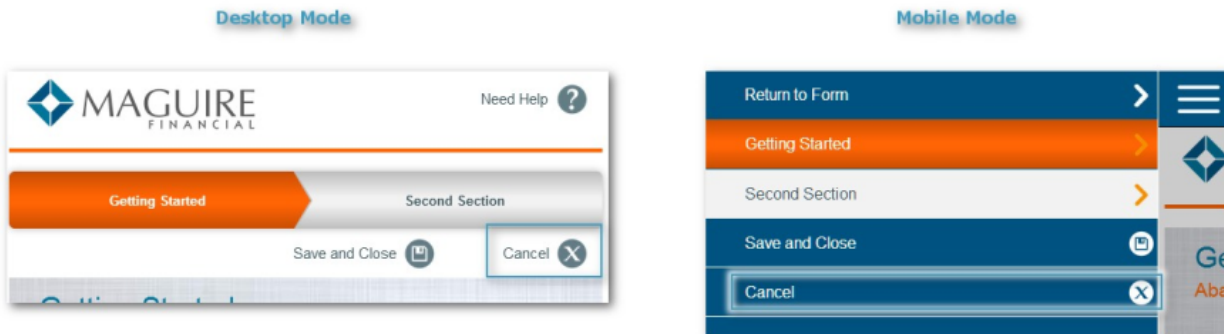 Desktop Mode
MAGUIRE
FINANCIAL
Need Help ?
Getting Started
Second Section
Save and Close
Cancel X
Mobile Mode
Return to Form
Getting Started
Second Section
Save and Close
Cancel X